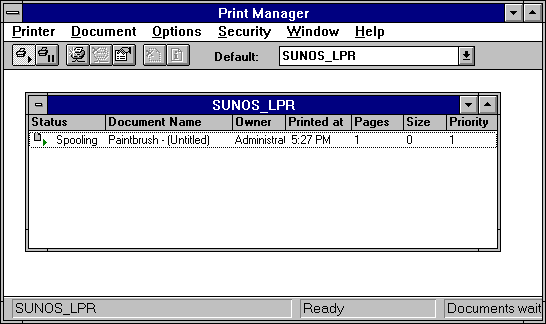 Print Manager
Printer Document Options Security Window Help
Default: SUNOS_LPR
SUNOS_LPR
Status Document Name Owner Printed at Pages Size Priority
Spooling Paintbrush - (Untitled) Administrat 5:27 PM 1 0 1
SUNOS_LPR Ready Documents wait